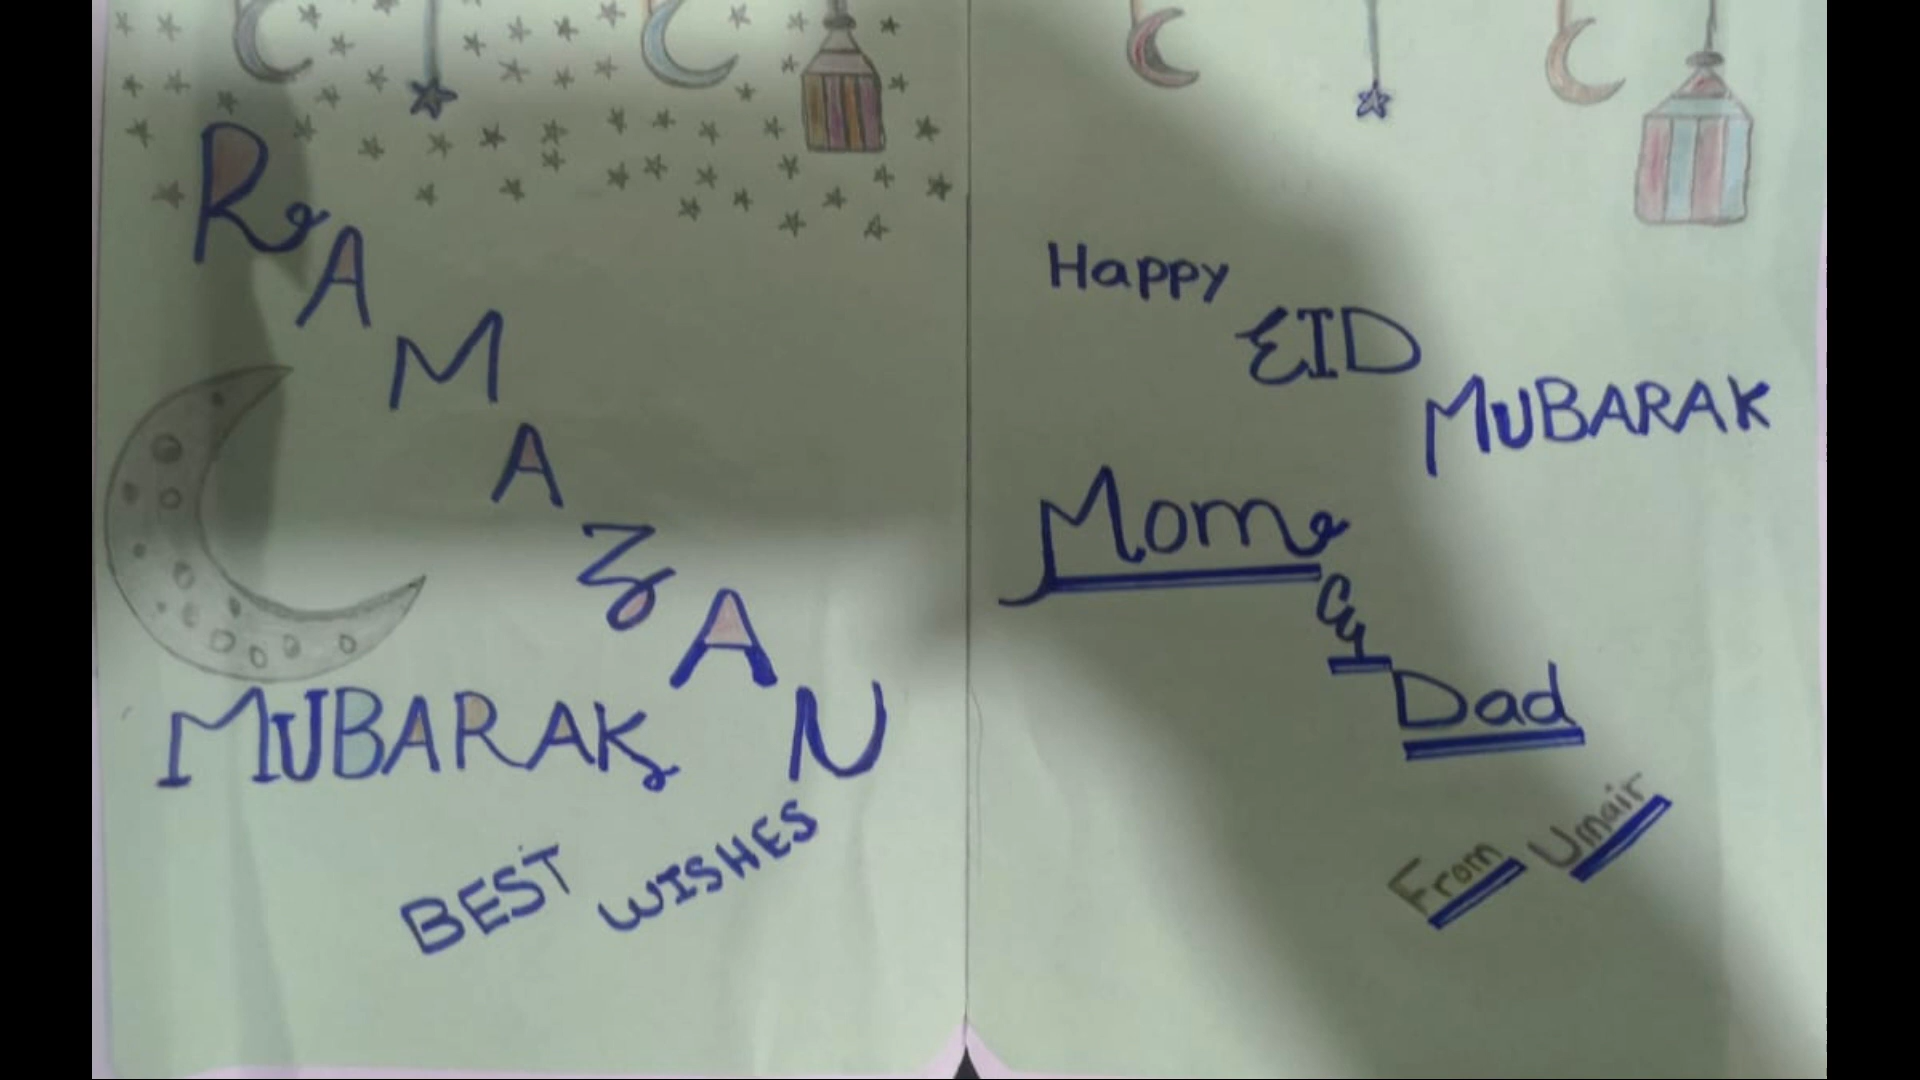 RAMAZAN
MUBARAK
BEST WISHES
Happy
EID
MUBARAK
Mom
&
Dad
From Umair